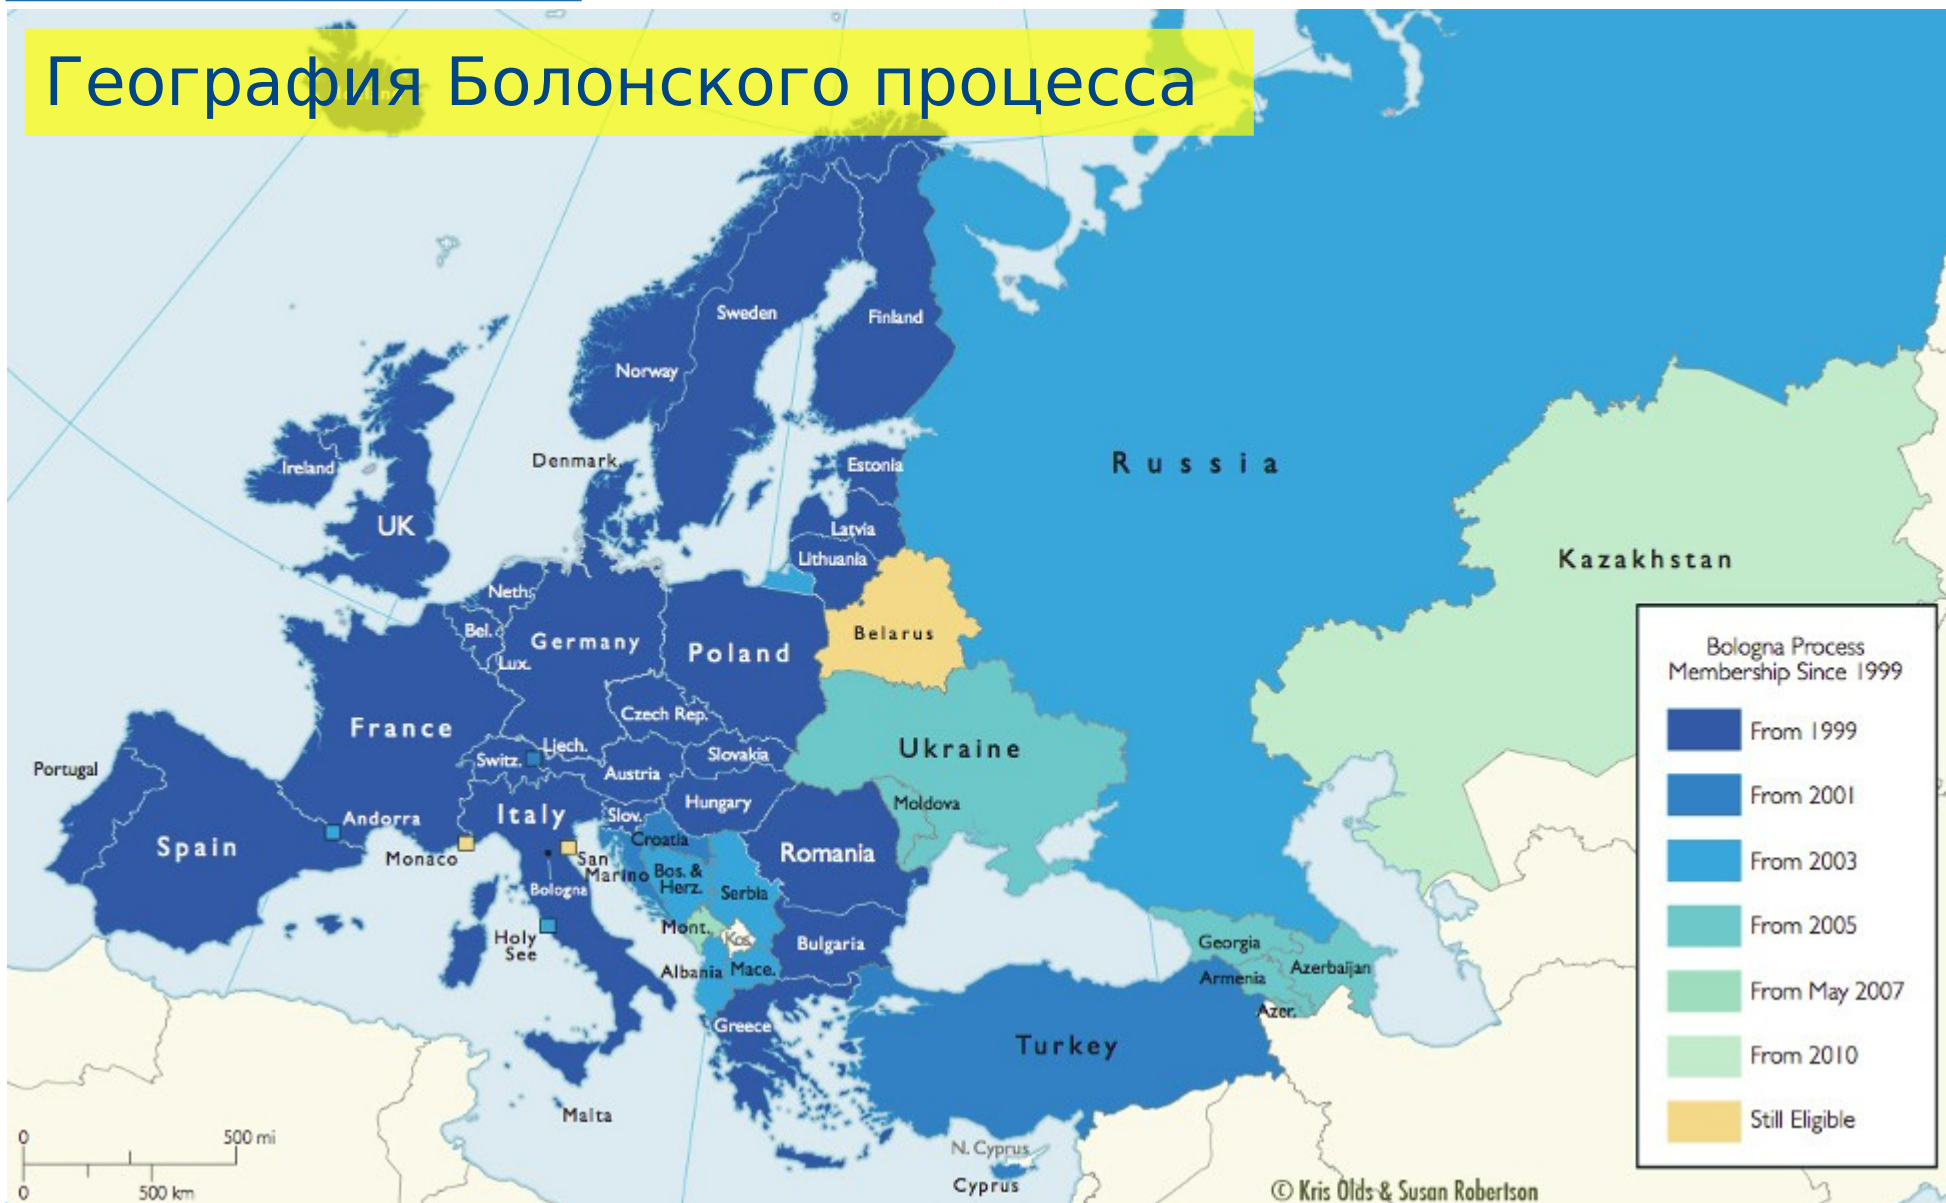 География Болонского процесса
Sweden
Finland
Norway
Denmark
Estonia
Russia
Ireland
Latvia
UK
Lithuania
Kazakhstan
Neths
Bel.
Germany
Poland
Belarus
Lux.
Czech Rep.
France
Ukraine
Liech.
Switz.
Slovakia
Austria
Portugal
Hungary
Moldova
Andorra
Italy
Slov.
Croatia
Spain
Monaco
San
Marino
Romania
Bos. &
Herz.
Bologna
Serbia
Mont.
Kos.
Holy
See
Bulgaria
Georgia
Albania
Mace.
Armenia
Azerbaijan
Azer.
Greece
Turkey
Malta
N. Cyprus
Cyprus
0
500 mi
0
500 km
Bologna Process
Membership Since 1999
From 1999
From 2001
From 2003
From 2005
From May 2007
From 2010
Still Eligible
© Kris Olds & Susan Robertson